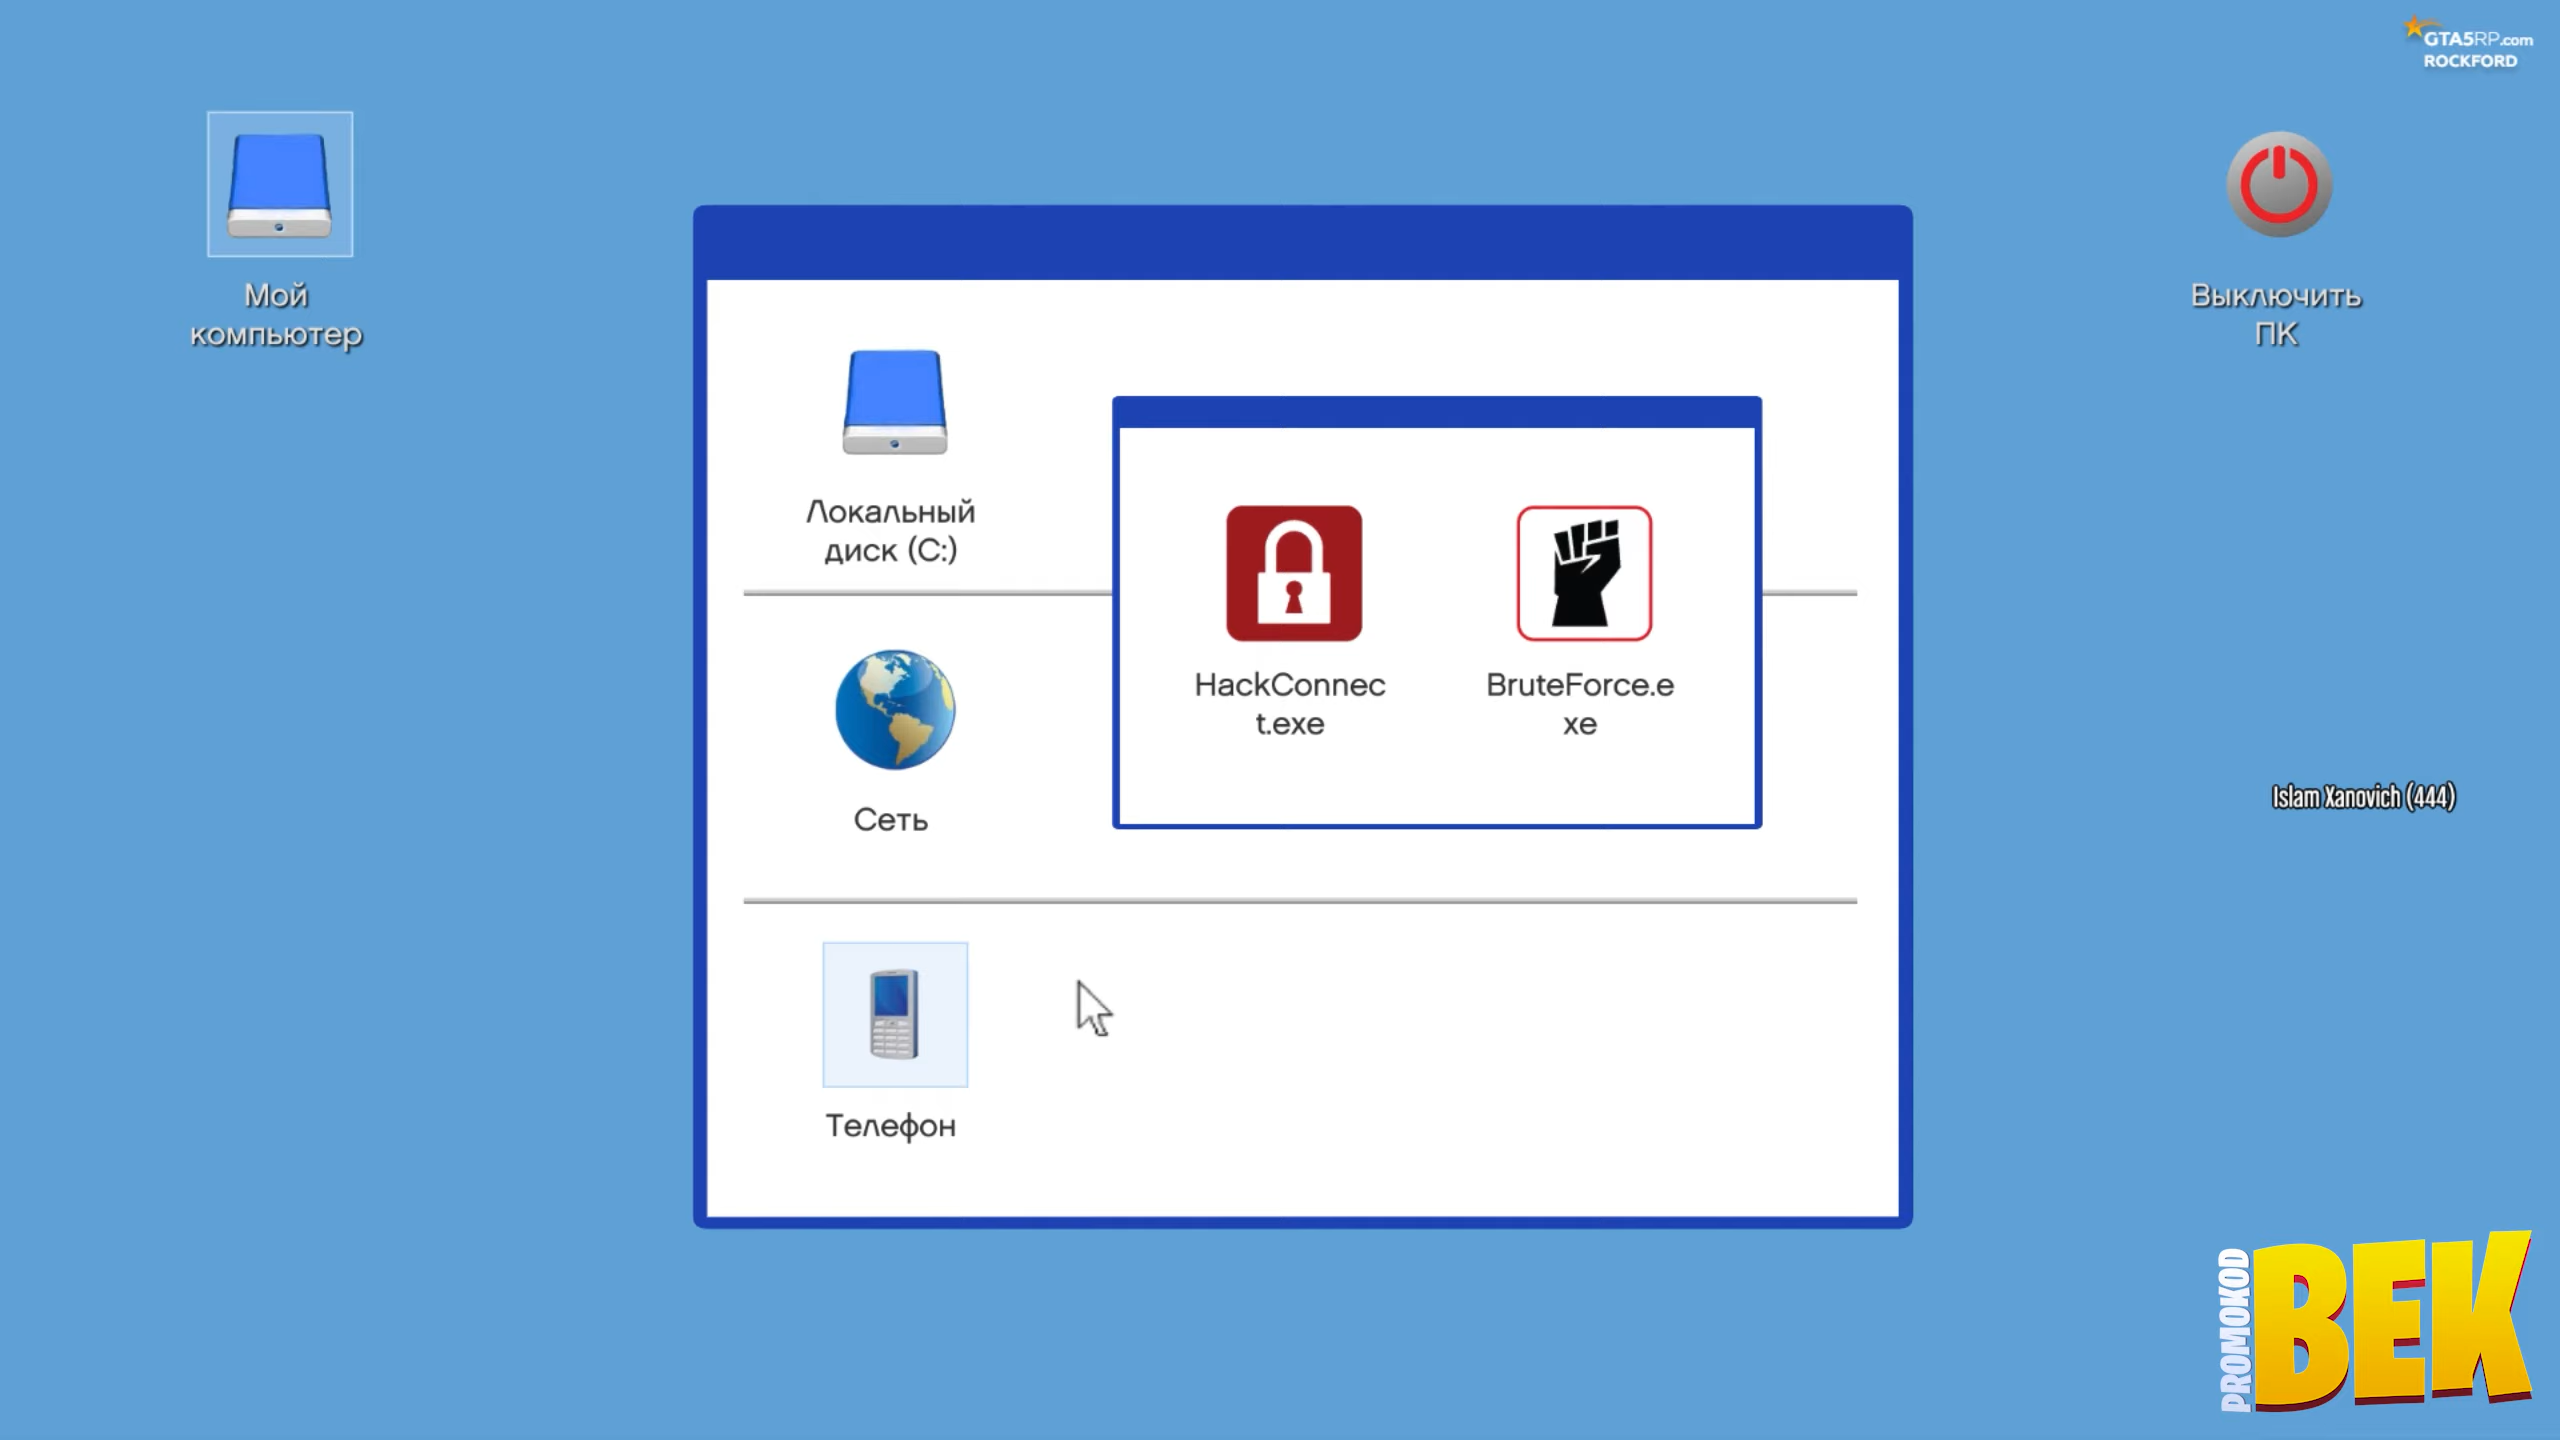 GTA5RP.com
ROCKFORD
Мой
компьютер
Выключить
ПК
Локальный
диск (C:)
HackConnec
t.exe
BruteForce.e
xe
Сеть
Islam Xanovich (444)
Телефон
PROMOKOD
BEK